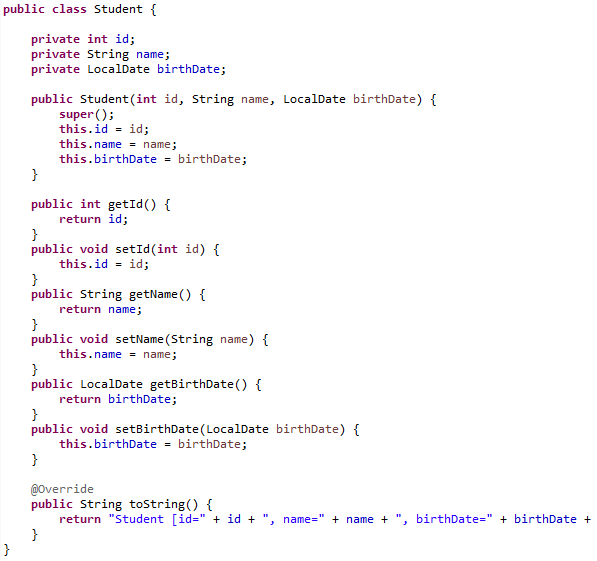 public class Student {
private int id;
private String name;
private LocalDate birthDate;
public Student(int id, String name, LocalDate birthDate) {
super();
this.id = id;
this.name = name;
this.birthDate = birthDate;
}
public int getId() {
return id;
}
public void setId(int id) {
this.id = id;
}
public String getName() {
return name;
}
public void setName(String name) {
this.name = name;
}
public LocalDate getBirthDate() {
return birthDate;
}
public void setBirthDate(LocalDate birthDate) {
this.birthDate = birthDate;
}
@Override
public String toString() {
return "Student [id=" + id + ", name=" + name + ", birthDate=" + birthDate +
}
}